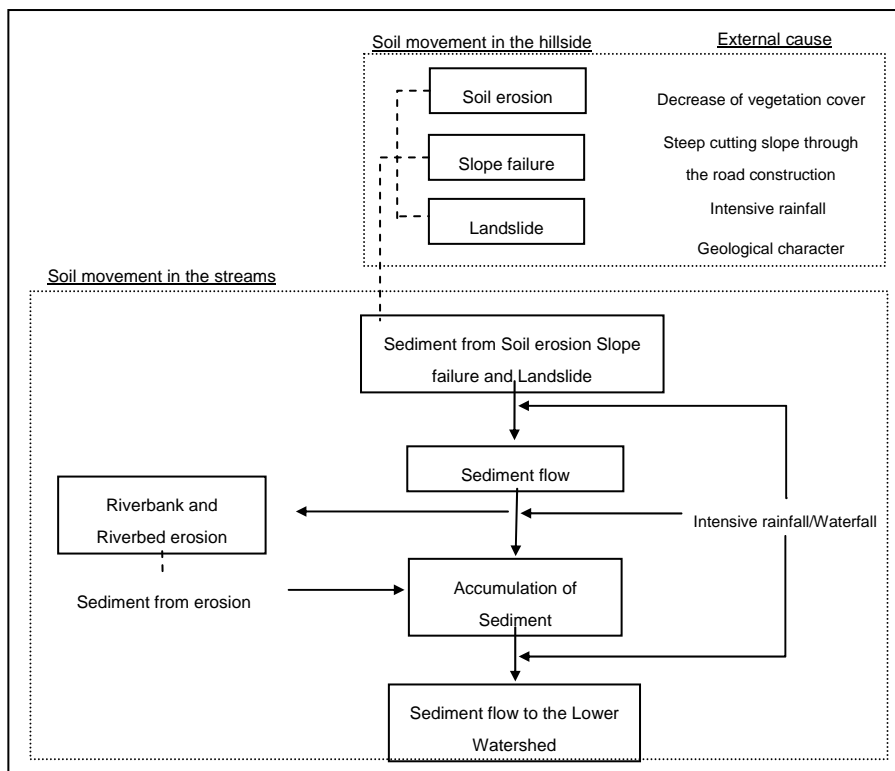 Soil movement in the hillside
External cause
Soil erosion
Decrease of vegetation cover
Slope failure
Steep cutting slope through
the road construction
Landslide
Intensive rainfall
Geological character
Soil movement in the streams
Sediment from Soil erosion Slope
failure and Landslide
Sediment flow
Riverbank and
Riverbed erosion
Intensive rainfall/Waterfall
Sediment from erosion
Accumulation of
Sediment
Sediment flow to the Lower
Watershed